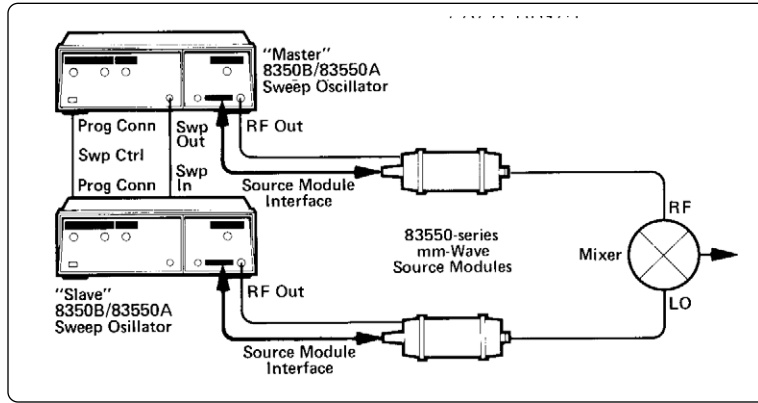 "Master"
8350B/83550A
Sweep Oscillator
Prog Conn
Swp Out
RF Out
Swp Ctrl
Prog Conn
Swp In
Source Module
Interface
83550-series
mm-Wave
Source Modules
RF
Mixer
LO
"Slave"
8350B/83550A
Sweep Osillator
RF Out
Source Module
Interface